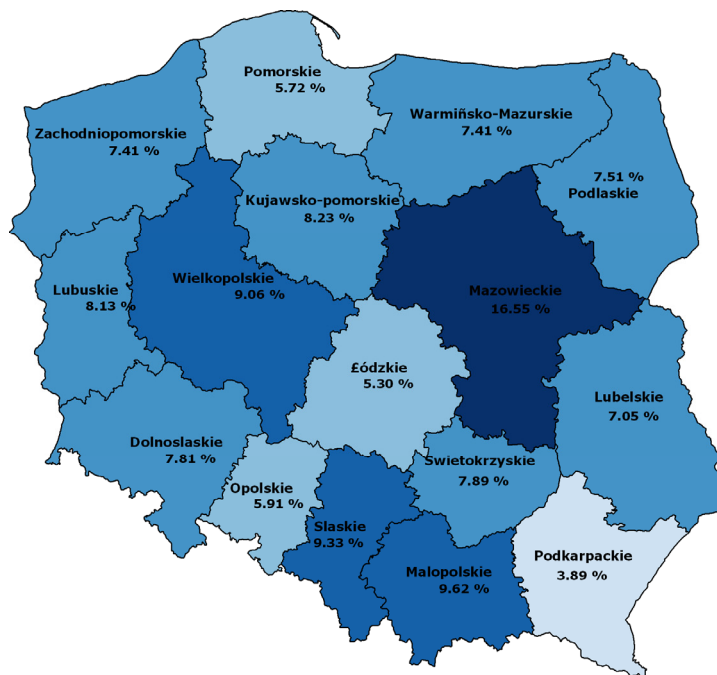 Pomorskie
5.72 %
Warmiñsko-Mazurskie
7.41 %
Zachodniopomorskie
7.41 %
7.51 %
Podlaskie
Kujawsko-pomorskie
8.23 %
Wielkopolskie
9.06 %
Lubuskie
8.13 %
Mazowieckie
16.55 %
£ódzkie
5.30 %
Lubelskie
7.05 %
Dolnoslaskie
7.81 %
Swietokrzyskie
7.89 %
Opolskie
5.91 %
Slaskie
9.33 %
Malopolskie
9.62 %
Podkarpackie
3.89 %